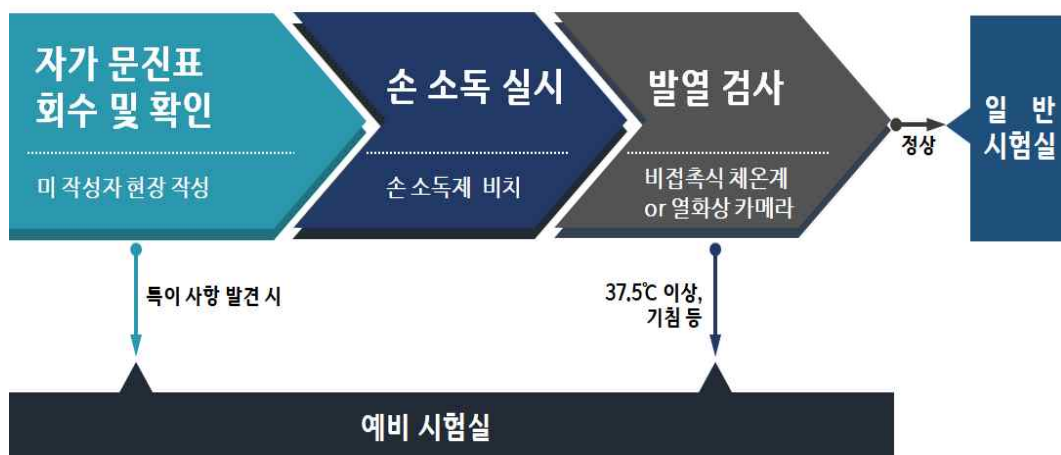 자가 문진표
회수 및 확인
미 작성자 현장 작성
손 소독 실시
손 소독제 비치
발열 검사
비접촉식 체온계
or 열화상 카메라
정상
일 반
시험실
특이 사항 발견 시
37.5℃ 이상,
기침 등
예비 시험실